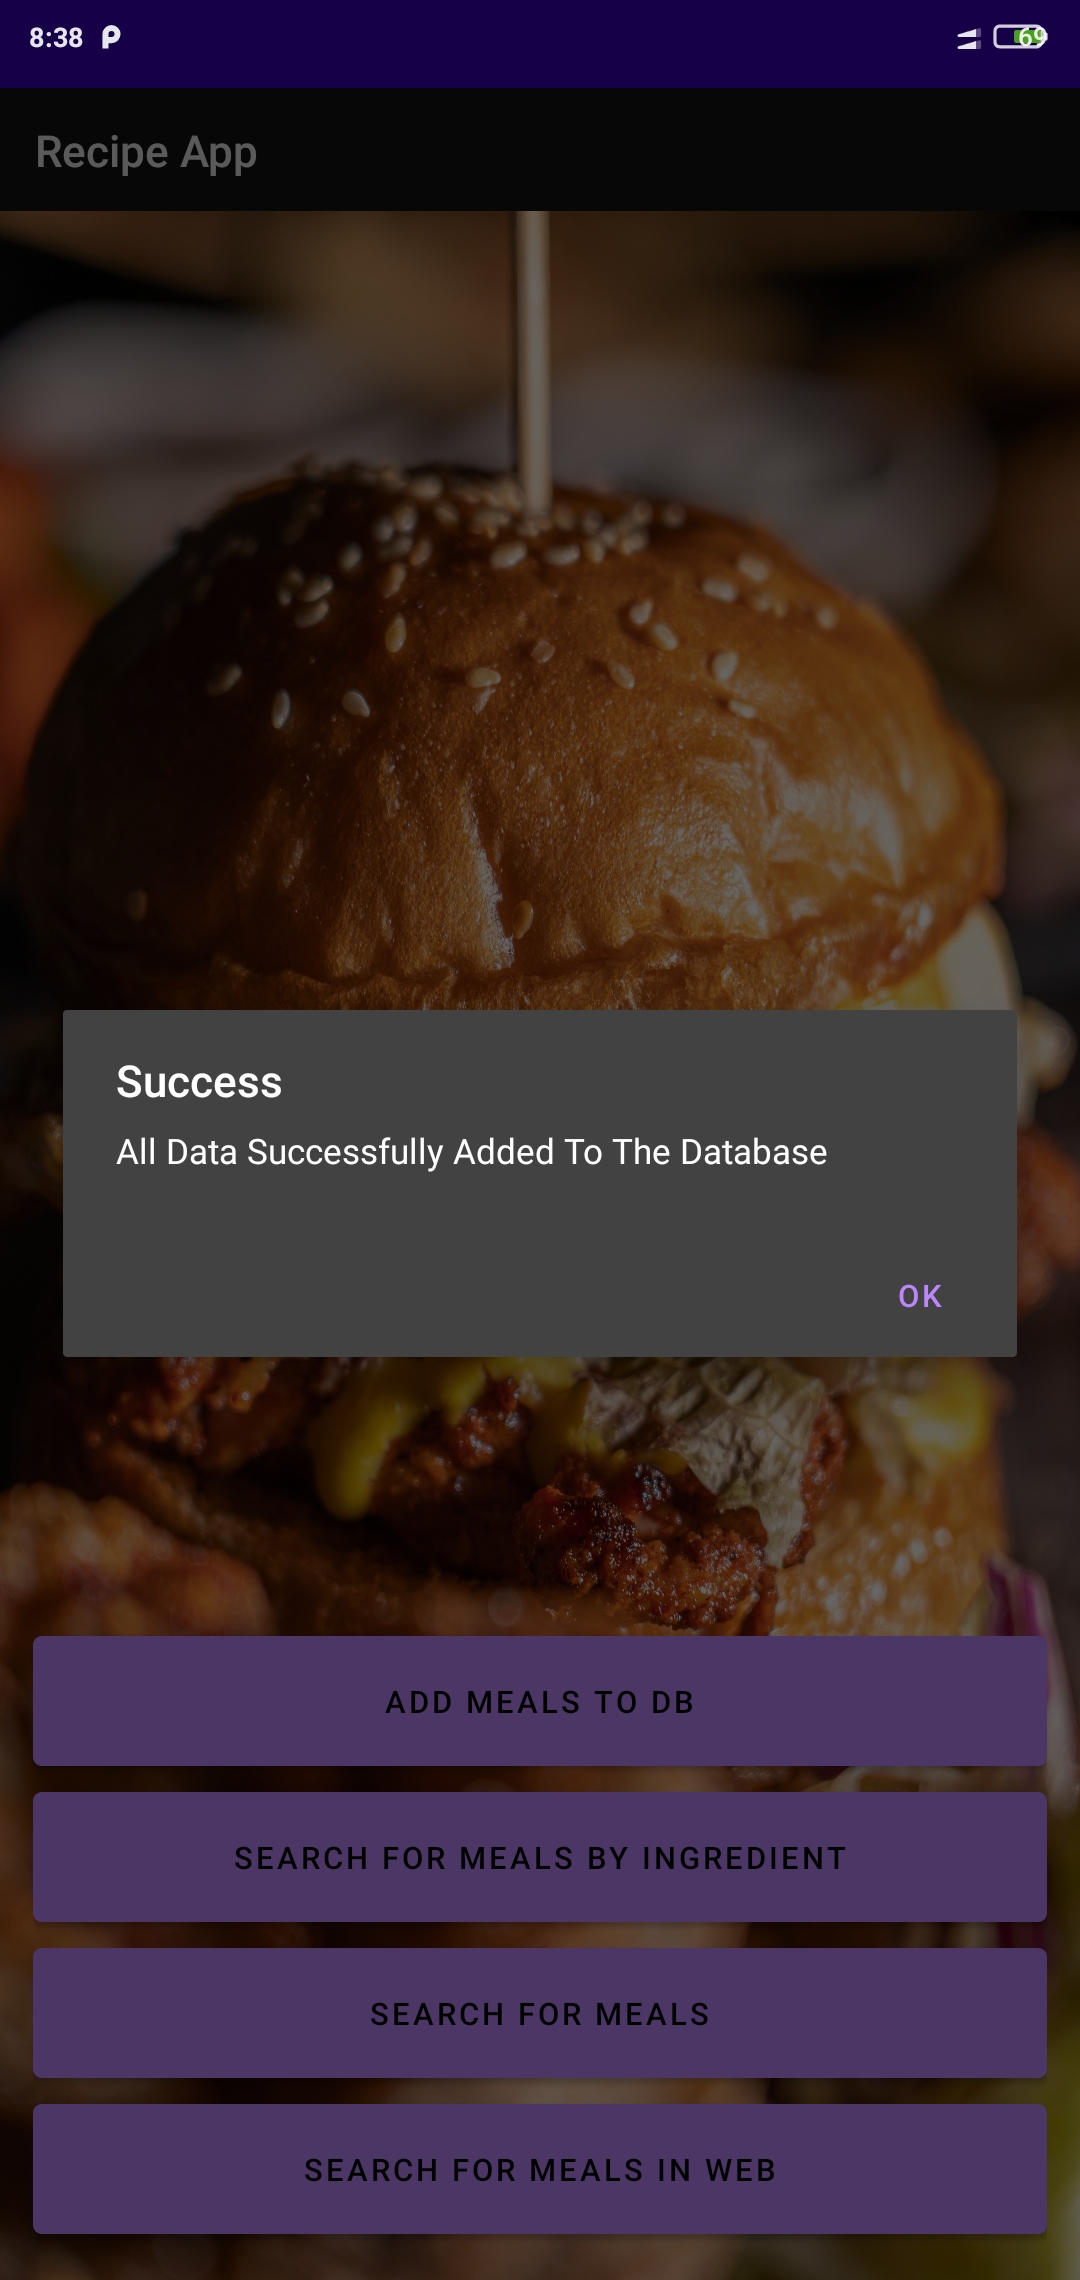 8:38
69
Recipe App
Success
All Data Successfully Added To The Database
OK
ADD MEALS TO DB
SEARCH FOR MEALS BY INGREDIENT
SEARCH FOR MEALS
SEARCH FOR MEALS IN WEB